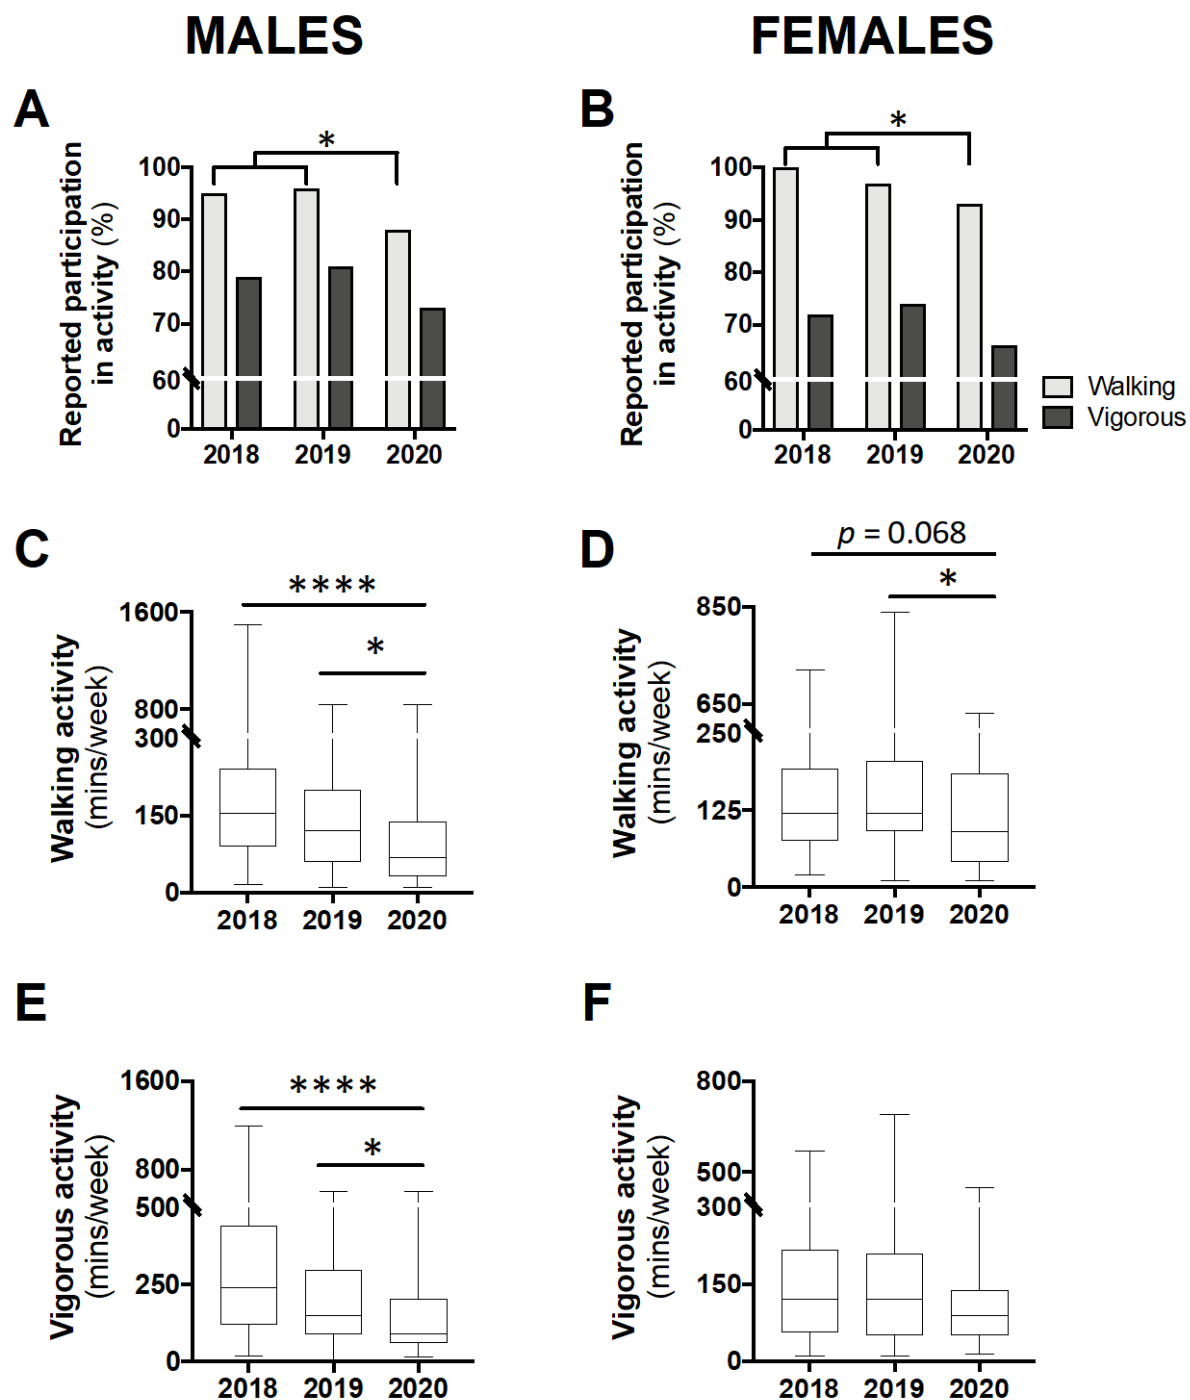 MALES
FEMALES
A
Reported participation
in activity (%)
*
100
90
80
70
60
0
2018
2019
2020
B
Reported participation
in activity (%)
*
100
90
80
70
60
0
2018
2019
2020
Walking
Vigorous
C
Walking activity
(mins/week)
****
*
1600
800
300
150
0
2018
2019
2020
D
Walking activity
(mins/week)
p = 0.068
*
850
650
250
125
0
2018
2019
2020
E
Vigorous activity
(mins/week)
****
*
1600
800
500
250
0
2018
2019
2020
F
Vigorous activity
(mins/week)
800
500
300
150
0
2018
2019
2020